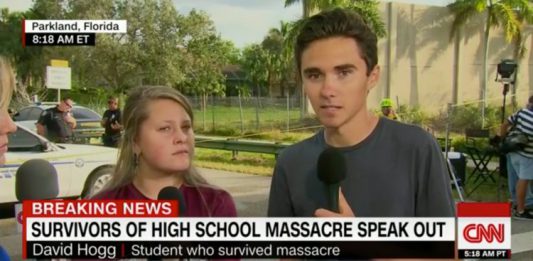 Parkland, Florida
8:18 AM ET
BREAKING NEWS
SURVIVORS OF HIGH SCHOOL MASSACRE SPEAK OUT
David Hogg | Student who survived massacre
CNN
5:18 AM PT